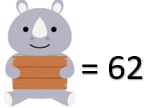 = 62